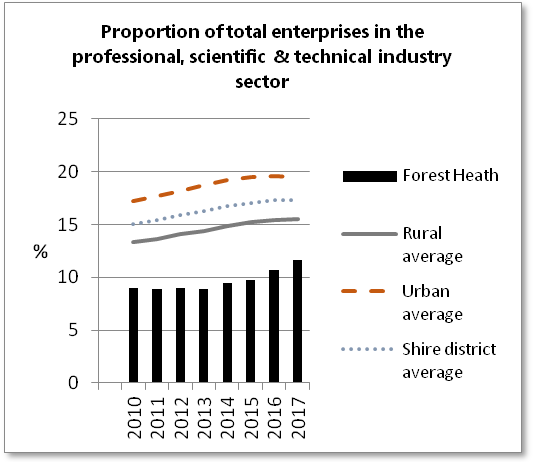 Proportion of total enterprises in the
professional, scientific & technical industry
sector
25
20
15
10
5
0
%
2010
2011
2012
2013
2014
2015
2016
2017
Forest Heath
Rural
average
Urban
average
Shire district
average